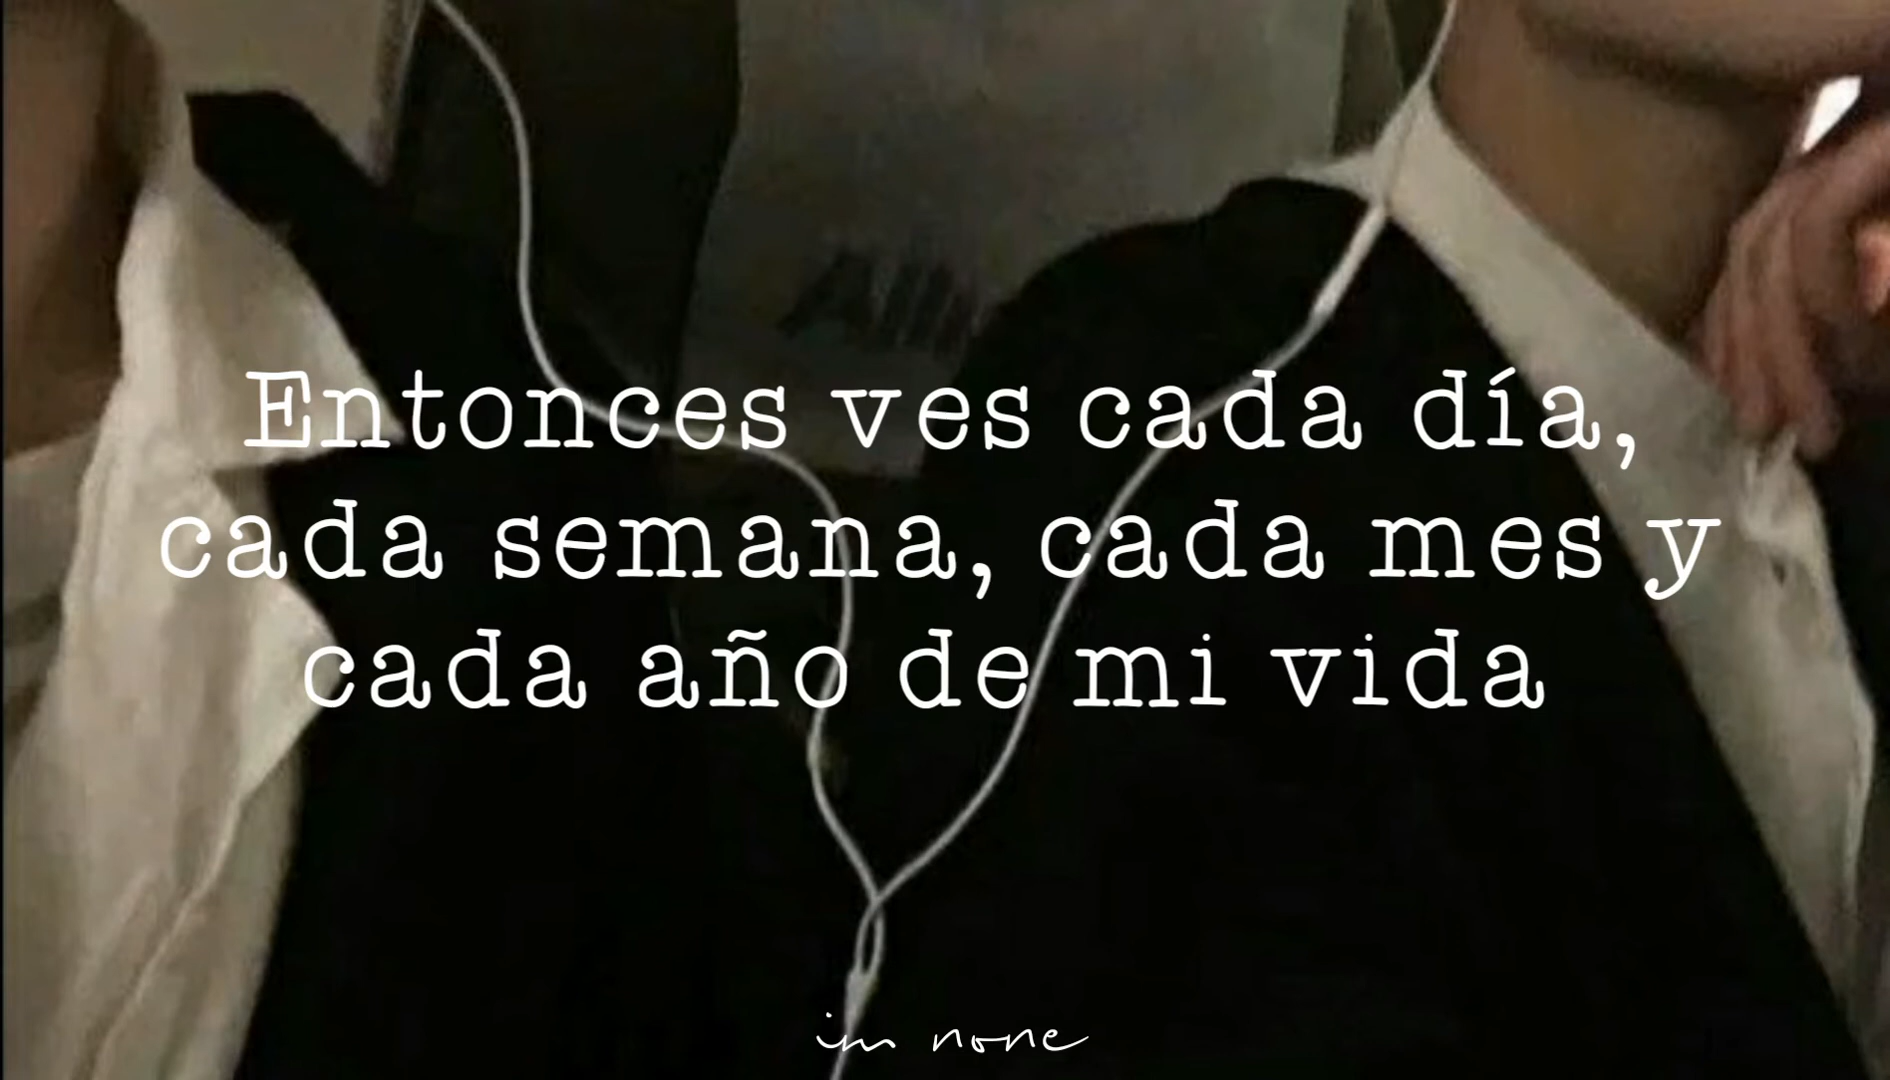 Entonces ves cada día,
cada semana, cada mes y
cada año de mi vida
im none